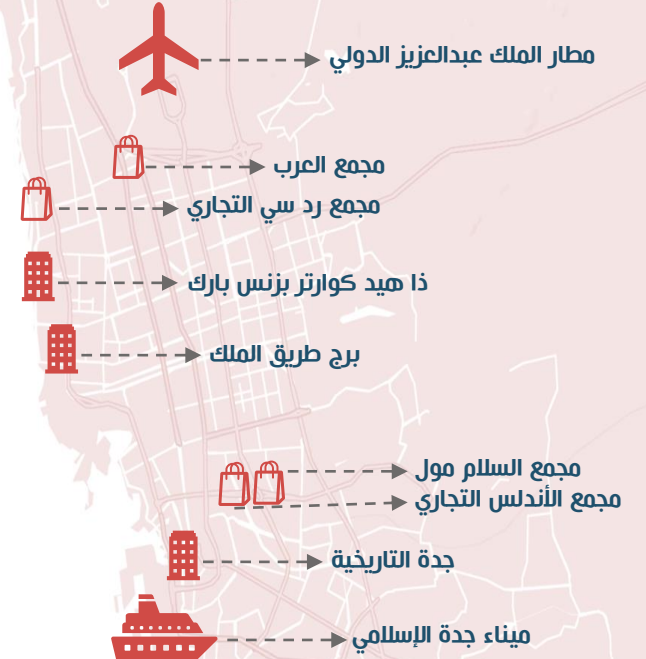 مطار الملك عبدالعزيز الدولي
مجمع العرب
مجمع رد سي التجاري
ذا هيد كوارتر بزنس بارك
برج طريق الملك
مجمع السلام مول
مجمع الأندلس التجاري
جدة التاريخية
ميناء جدة الإسلامي